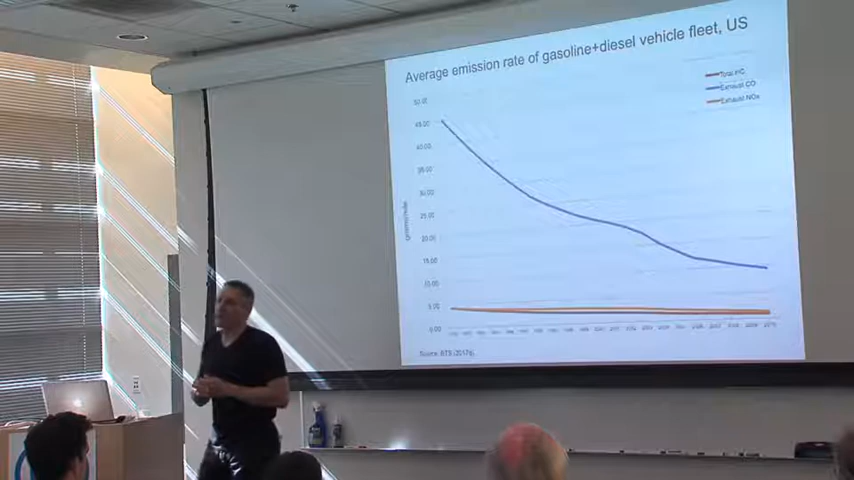 Average emission rate of gasoline+diesel vehicle fleet, US
Total HC
Exhaust CO
Exhaust NOx
50.00
45.00
40.00
35.00
30.00
25.00
20.00
15.00
10.00
5.00
0.00
Source: BTS (2017)